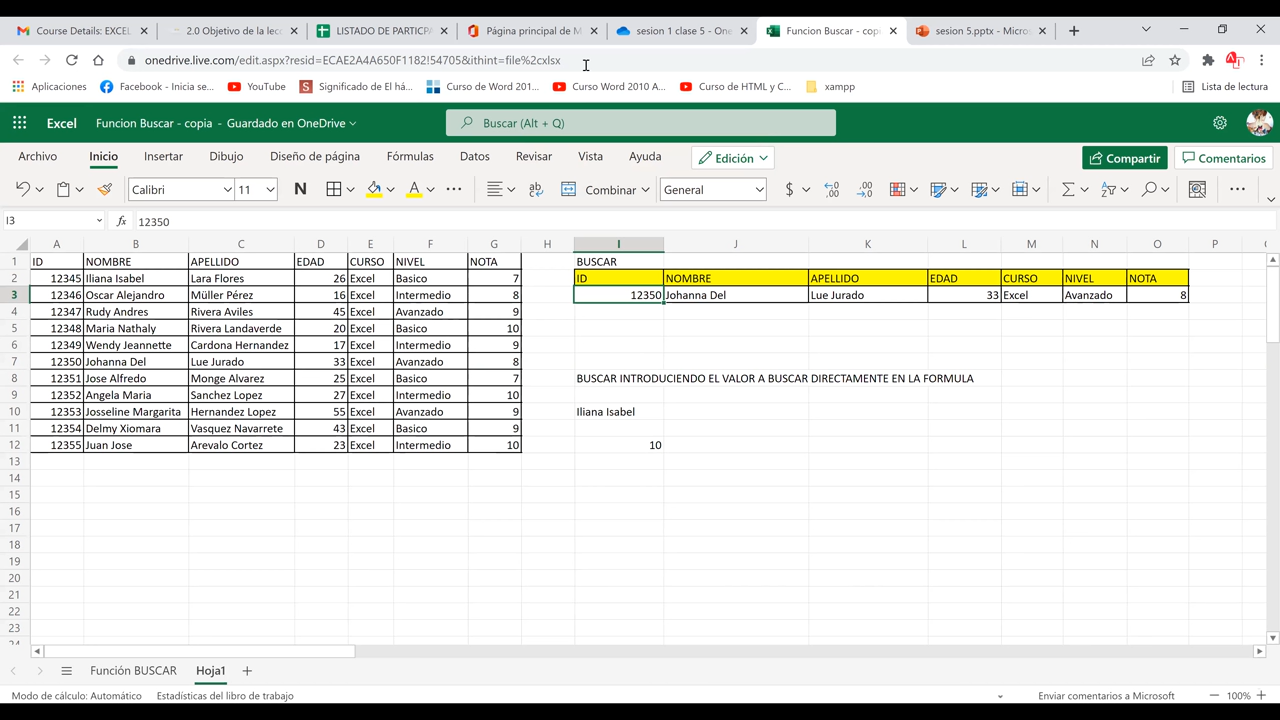 Course Details: EXCEL
2.0 Objetivo de la lecc
LISTADO DE PARTICPA
Página principal de M
sesion 1 clase 5 - One
Funcion Buscar - copi
sesion 5.pptx - Micros
onedrive.live.com/edit.aspx?resid=ECAE2A4A650F1182!54705&ithint=file%2cxlsx
Aplicaciones
Facebook - Inicia se...
YouTube
Significado de El há...
Curso de Word 201...
Curso Word 2010 A...
Curso de HTML y C...
xampp
Lista de lectura
Excel
Funcion Buscar - copia - Guardado en OneDrive
Buscar (Alt + Q)
Archivo Inicio Insertar Dibujo Diseño de página Fórmulas Datos Revisar Vista Ayuda Edición Compartir Comentarios
Calibri 11 N A Combinar General $
I3 fx 12350
A B C D E F G H I J K L M N O P
1 ID NOMBRE APELLIDO EDAD CURSO NIVEL NOTA BUSCAR
2 12345 Iliana Isabel Lara Flores 26 Excel Basico 7 ID NOMBRE APELLIDO EDAD CURSO NIVEL NOTA
3 12346 Oscar Alejandro Müller Pérez 16 Excel Intermedio 8 12350 Johanna Del Lue Jurado 33 Excel Avanzado 8
4 12347 Rudy Andres Rivera Aviles 45 Excel Avanzado 9
5 12348 Maria Nathaly Rivera Landaverde 20 Excel Basico 10
6 12349 Wendy Jeannette Cardona Hernandez 17 Excel Intermedio 9
7 12350 Johanna Del Lue Jurado 33 Excel Avanzado 8
8 12351 Jose Alfredo Monge Alvarez 25 Excel Basico 7 BUSCAR INTRODUCIENDO EL VALOR A BUSCAR DIRECTAMENTE EN LA FORMULA
9 12352 Angela Maria Sanchez Lopez 27 Excel Intermedio 10
10 12353 Josseline Margarita Hernandez Lopez 55 Excel Avanzado 9 Iliana Isabel
11 12354 Delmy Xiomara Vasquez Navarrete 43 Excel Basico 9
12 12355 Juan Jose Arevalo Cortez 23 Excel Intermedio 10 10
13
14
15
16
17
18
19
20
21
22
23
24
Función BUSCAR Hoja1
Modo de cálculo: Automático Estadísticas del libro de trabajo Enviar comentarios a Microsoft 100%